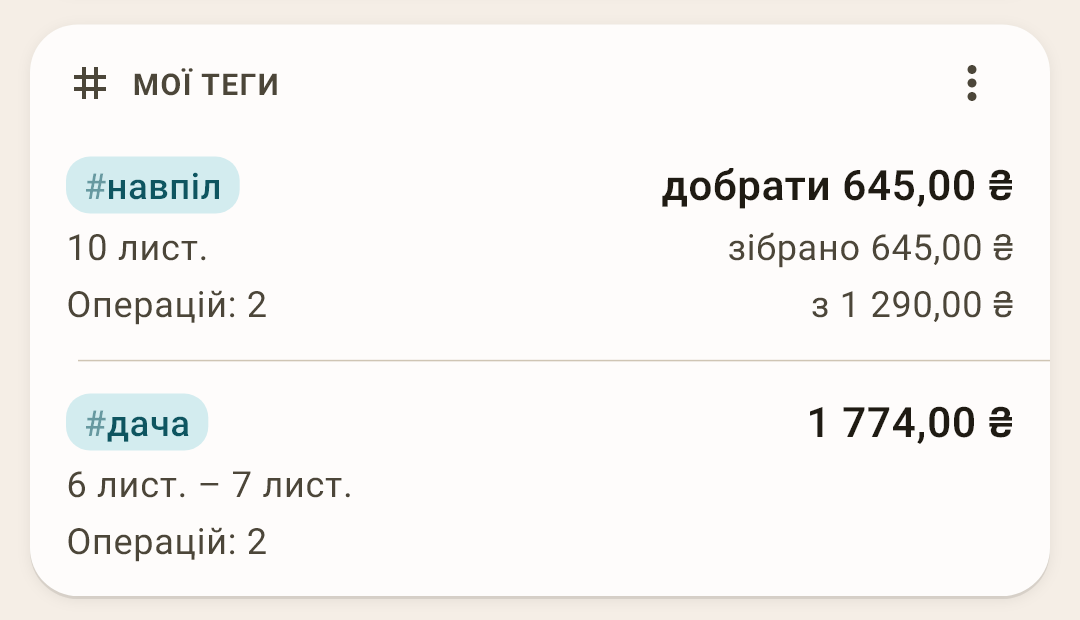 # МОЇ ТЕГИ
#навпіл добрати 645,00 ₴
10 лист. зібрано 645,00 ₴
Операцій: 2 з 1 290,00 ₴
#дача 1 774,00 ₴
6 лист. – 7 лист.
Операцій: 2